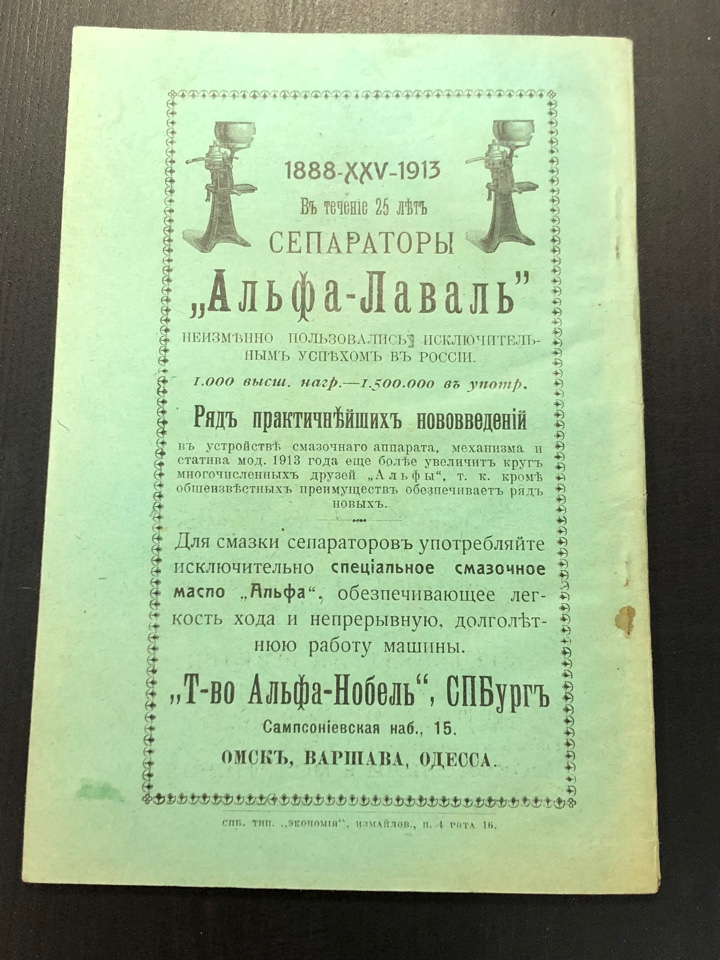 1888-XXV-1913
Въ теченіе 25 лѣтъ
СЕПАРАТОРЫ
„Альфа-Лаваль”
НЕИЗМѢННО ПОЛЬЗОВАЛИСЬ ИСКЛЮЧИТЕЛЬ-
НЫМЪ УСПѢХОМЪ ВЪ РОССІИ.
1.000 высш. нагр.—1.500.000 въ употр.
Рядъ практичнѣйшихъ нововведеній
въ устройствѣ смазочнаго аппарата, механизма и
статива мод. 1913 года еще болѣе увеличитъ кругъ
многочисленныхъ друзей „Альфы“, т. к. кромѣ
общеизвѣстныхъ преимуществъ обезпечиваетъ рядъ
новыхъ.
Для смазки сепараторовъ употребляйте
исключительно спеціальное смазочное
масло „Альфа“, обезпечивающее лег-
кость хода и непрерывную, долголѣт-
нюю работу машины.
„Т-во Альфа-Нобель“, СПБургъ
Сампсоніевская наб., 15.
ОМСКЪ, ВАРШАВА, ОДЕССА.
СПБ. ТИП. „ЭКОНОМІЯ“, ИЗМАЙЛОВ., П. 4 РОТА 16.